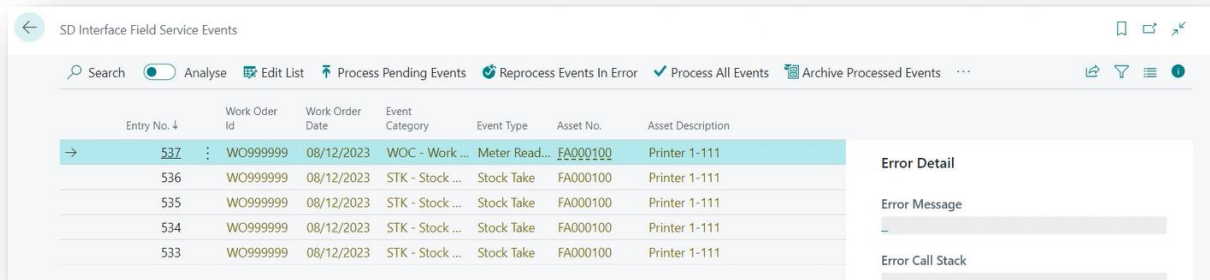 SD Interface Field Service Events
Search Analyse Edit List Process Pending Events Reprocess Events In Error Process All Events Archive Processed Events ...
Entry No. ↓ Work Oder Id Work Order Date Event Category Event Type Asset No. Asset Description
→ 537 WO999999 08/12/2023 WOC - Work ... Meter Read... FA000100 Printer 1-111
536 WO999999 08/12/2023 STK - Stock ... Stock Take FA000100 Printer 1-111
535 WO999999 08/12/2023 STK - Stock ... Stock Take FA000100 Printer 1-111
534 WO999999 08/12/2023 STK - Stock ... Stock Take FA000100 Printer 1-111
533 WO999999 08/12/2023 STK - Stock ... Stock Take FA000100 Printer 1-111
Error Detail
Error Message
_
Error Call Stack